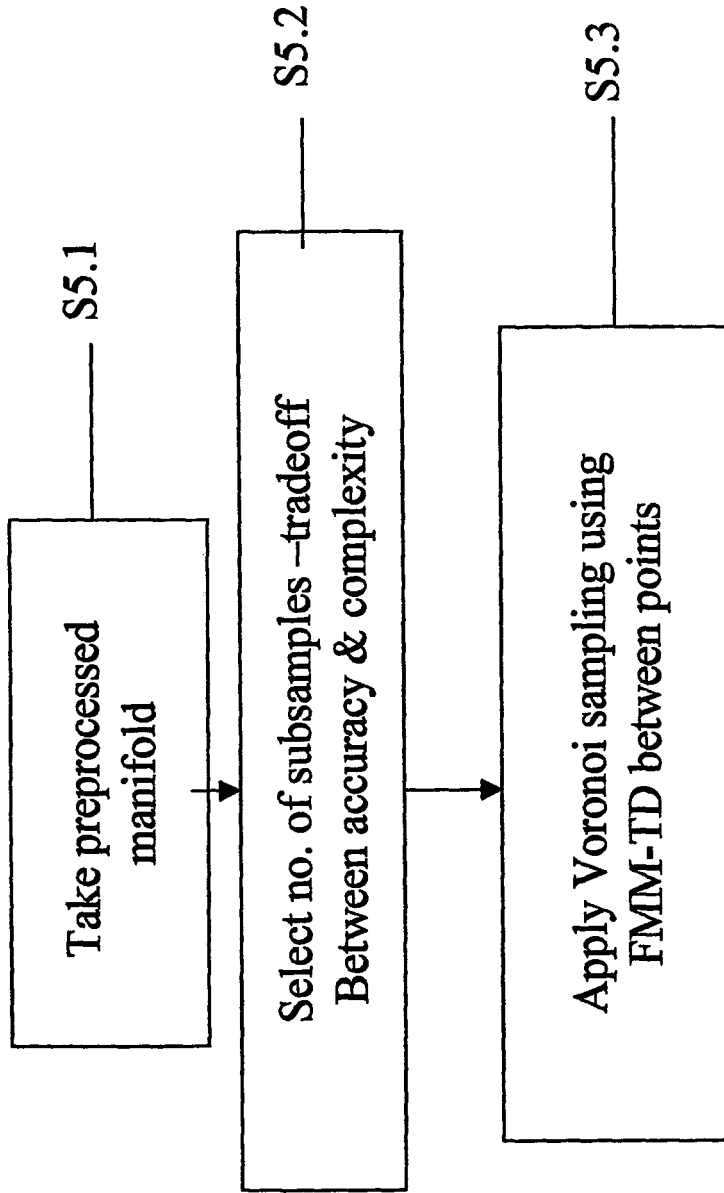 Take preprocessed
manifold
S5.1
Select no. of subsamples –tradeoff
Between accuracy & complexity
S5.2
Apply Voronoi sampling using
FMM-TD between points
S5.3